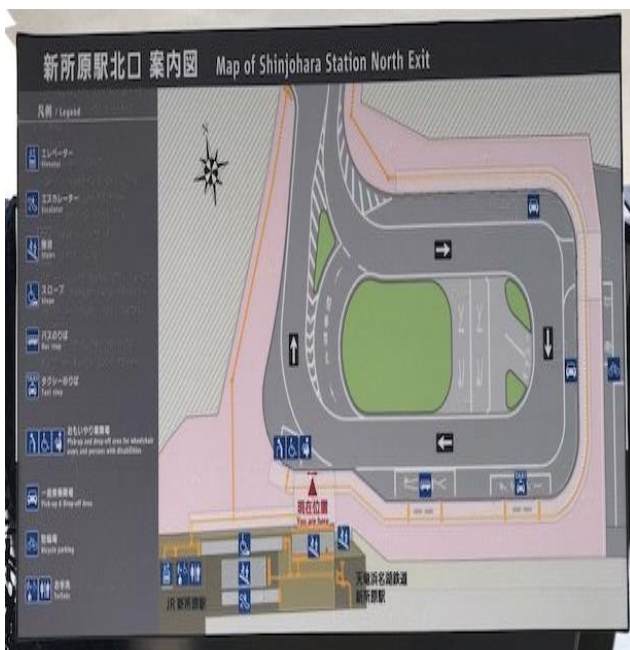 新所原駅北口 案内図 Map of Shinjohara Station North Exit
凡例 / Legend
エレベーター
Elevator
エスカレーター
Escalator
階段
Stairs
スロープ
Slope
バスのりば
Bus stop
タクシーのりば
Taxi stop
おもいやり乗降場
Pick-up and drop-off area for wheelchair
users and persons with disabilities
一般乗降場
Pick-up & Drop-off Area
駐輪場
Bicycle parking
お手洗
Toilets
N
現在位置
You are here
JR 新所原駅
天竜浜名湖鉄道
新所原駅